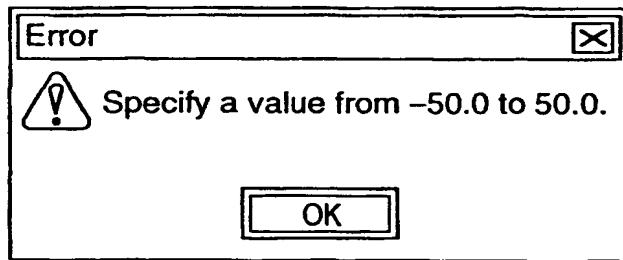 Error
Specify a value from –50.0 to 50.0.
OK